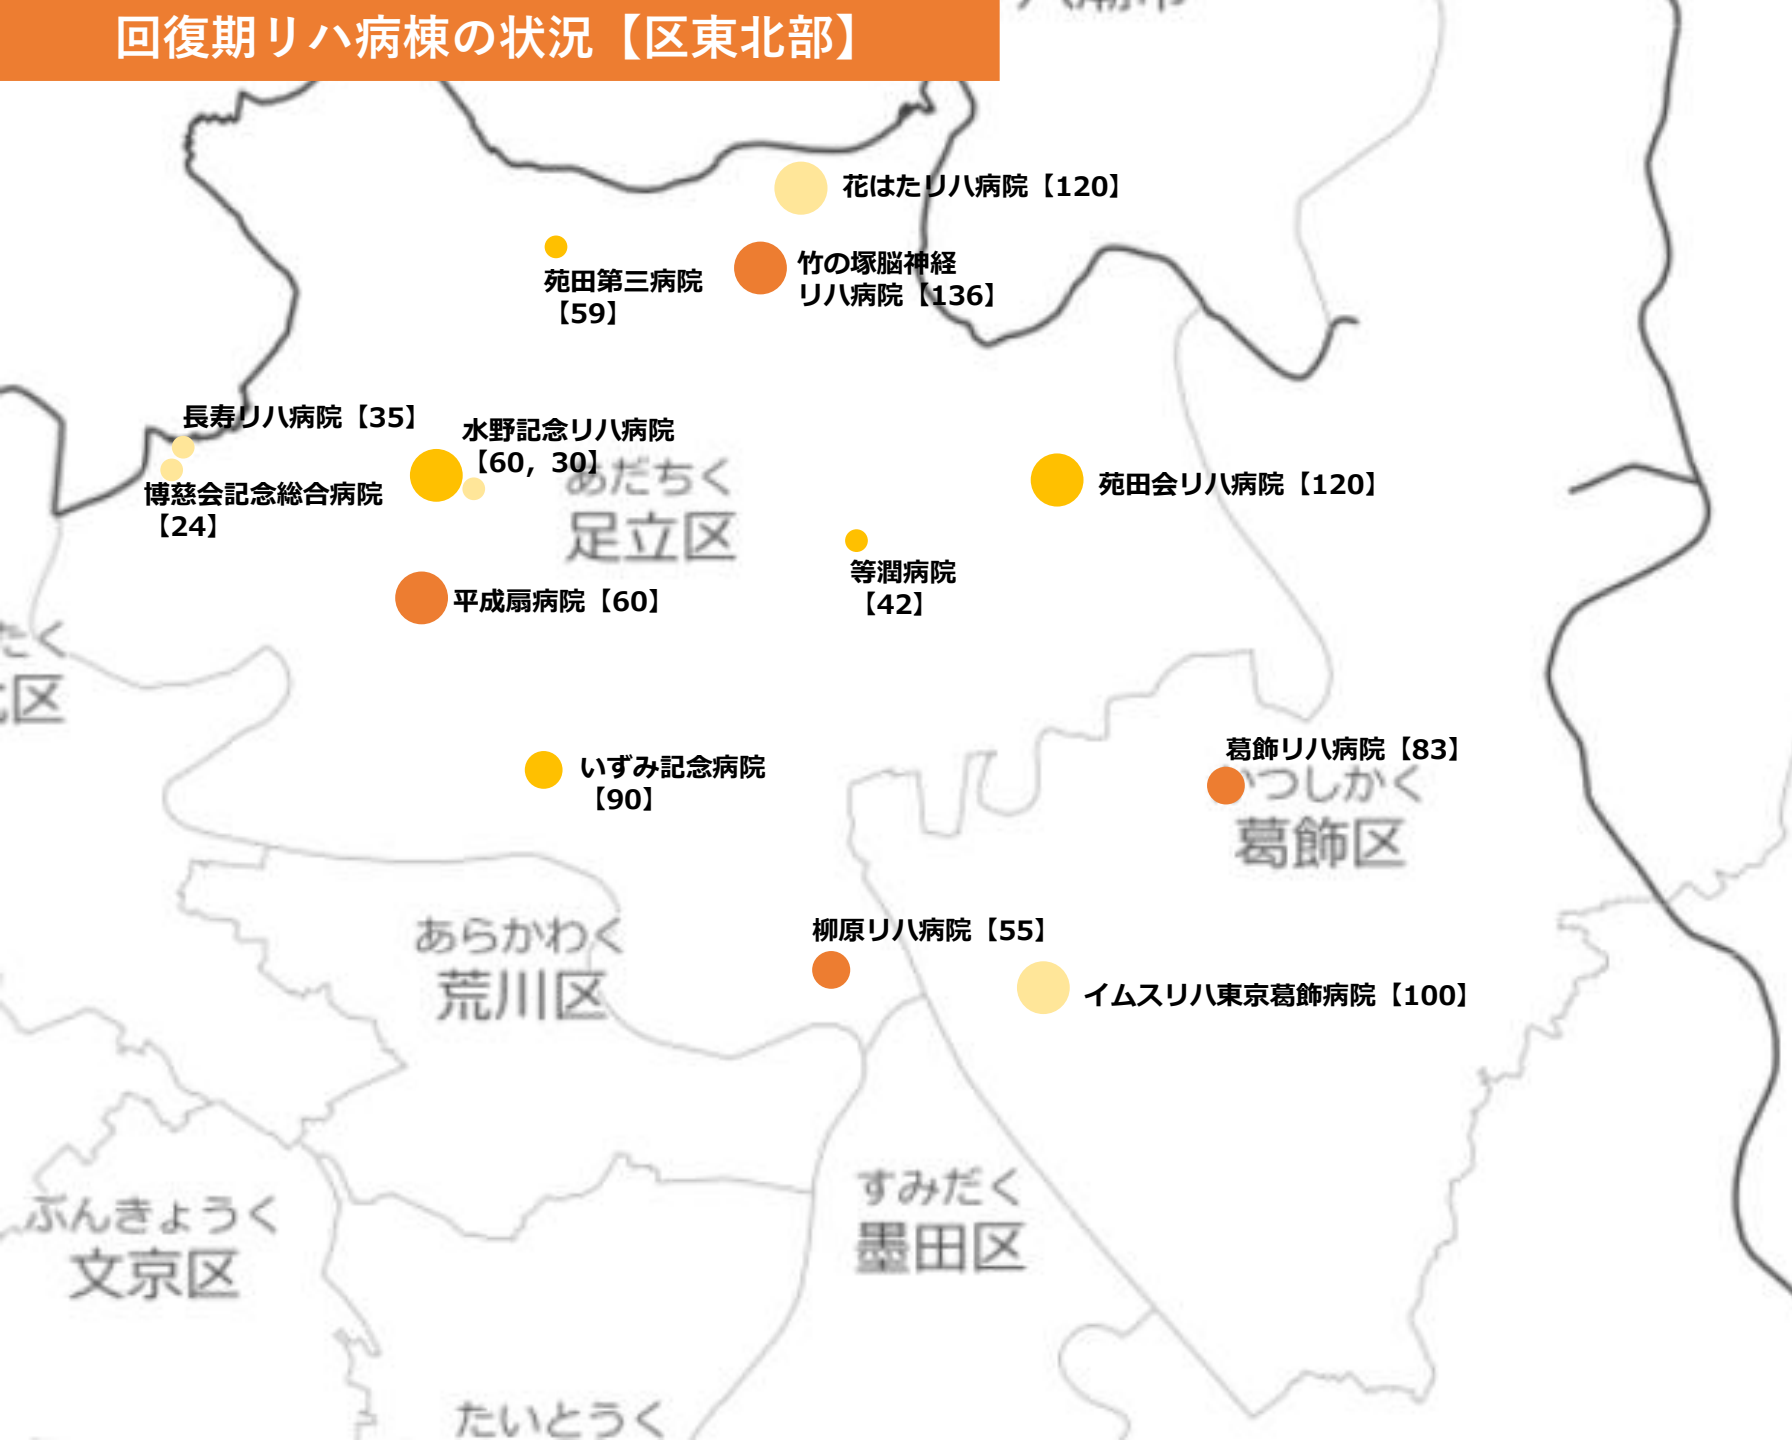 回復期リハ病棟の状況【区東北部】
花はたリハ病院【120】
苑田第三病院
【59】
竹の塚脳神経
リハ病院【136】
長寿リハ病院【35】
博慈会記念総合病院
【24】
水野記念リハ病院
【60，30】
あだちく
足立区
苑田会リハ病院【120】
等潤病院
【42】
平成扇病院【60】
区
いずみ記念病院
【90】
葛飾リハ病院【83】
かつしかく
葛飾区
柳原リハ病院【55】
あらかわく
荒川区
イムスリハ東京葛飾病院【100】
すみだく
墨田区
ぶんきょうく
文京区
たいとうく